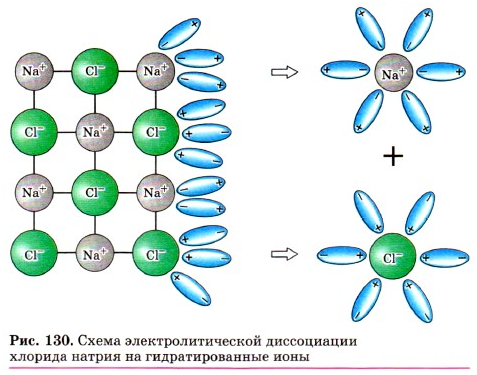 Na⁺ Cl⁻ Na⁺ Na⁺
Cl⁻ Na⁺ Cl⁻
+
Na⁺ Cl⁻ Na⁺
Cl⁻ Na⁺ Cl⁻ Cl⁻
Рис. 130. Схема электролитической диссоциации
хлорида натрия на гидратированные ионы